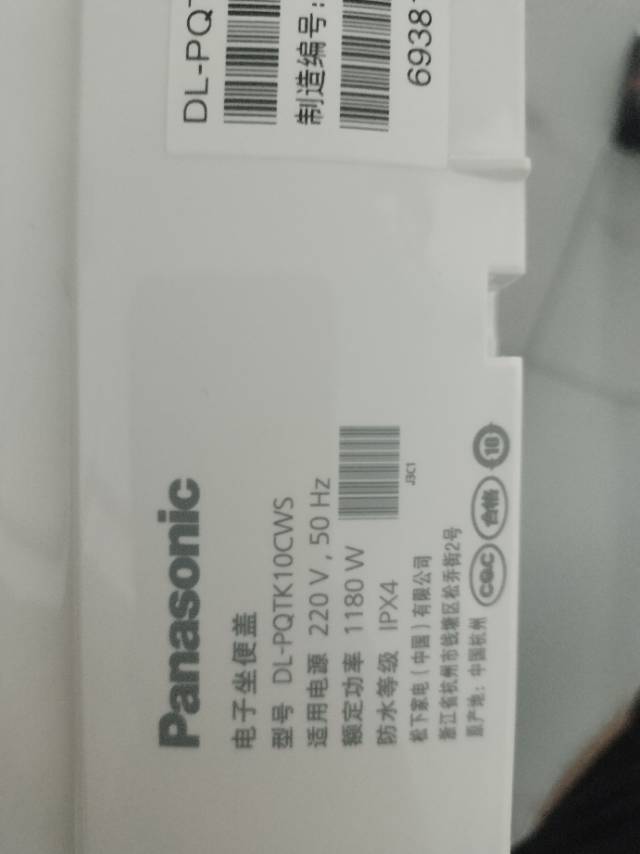 Panasonic
电子坐便盖
型号 DL-PQTK10CWS
适用电源 220 V , 50 Hz
额定功率 1180 W
防水等级 IPX4
松下家电(中国)有限公司
浙江省杭州市钱塘区松乔街2号
原产地: 中国杭州
J3C1
CQC
合格
10
DL-PQT
制造编号:
6938